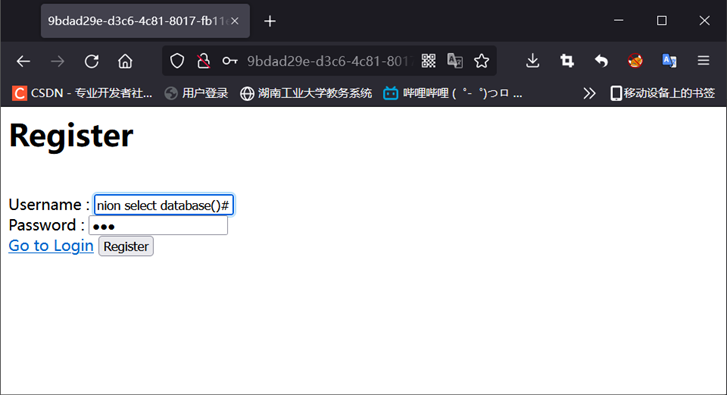 9bdad29e-d3c6-4c81-8017-fb11
9bdad29e-d3c6-4c81-801
CSDN - 专业开发者社... 用户登录 湖南工业大学教务系统 哔哩哔哩 ( ゜- ゜)つロ ... 移动设备上的书签
Register
Username : nion select database()#
Password : ●●●
Go to Login Register